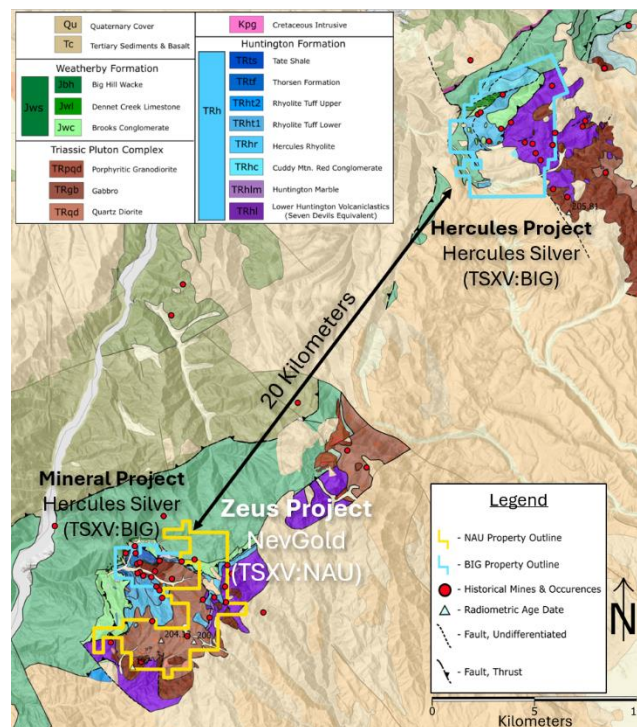 Qu
Quaternary Cover
Tc
Tertiary Sediments & Basalt
Weatherby Formation
Jws
Jbh
Big Hill Wacke
Jwl
Dennet Creek Limestone
Jwc
Brooks Conglomerate
Triassic Pluton Complex
TRpqd
Porphyritic Granodiorite
TRgb
Gabbro
TRqd
Quartz Diorite
Kpg
Cretaceous Intrusive
Huntington Formation
TRh
TRts
Tate Shale
TRtf
Thorsen Formation
TRht2
Rhyolite Tuff Upper
TRht1
Rhyolite Tuff Lower
TRhr
Hercules Rhyolite
TRhc
Cuddy Mtn. Red Conglomerate
TRhlm
Huntington Marble
TRhl
Lower Huntington Volcaniclastics
(Seven Devils Equivalent)
Hercules Project
Hercules Silver
(TSXV:BIG)
20 Kilometers
Mineral Project
Hercules Silver
(TSXV:BIG)
Zeus Project
NevGold
(TSXV:NAU)
Legend
- NAU Property Outline
- BIG Property Outline
- Historical Mines & Occurences
- Radiometric Age Date
- Fault, Undifferentiated
- Fault, Thrust
N
0
5
Kilometers